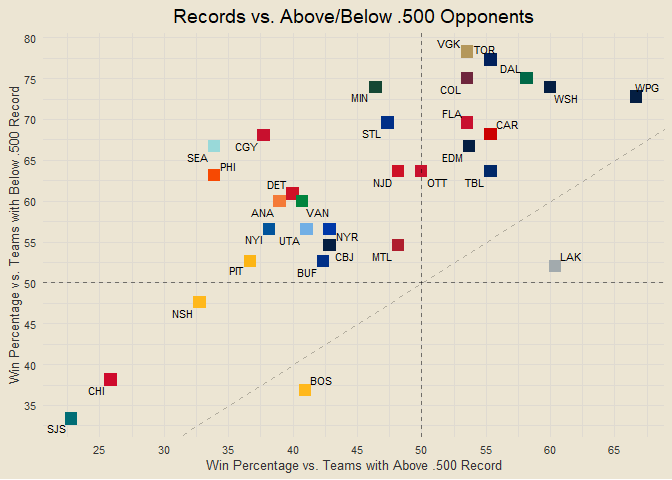 Records vs. Above/Below .500 Opponents
Win Percentage vs. Teams with Below .500 Record
80
75
70
65
60
55
50
45
40
35
VGK
TOR
DAL
COL
WPG
WSH
MIN
STL
FLA
CAR
CGY
SEA
EDM
PHI
NJD
OTT
TBL
DET
ANA
VAN
NYI
UTA
NYR
CBJ
MTL
PIT
BUF
LAK
NSH
BOS
CHI
SJS
25
30
35
40
45
50
55
60
65
Win Percentage vs. Teams with Above .500 Record